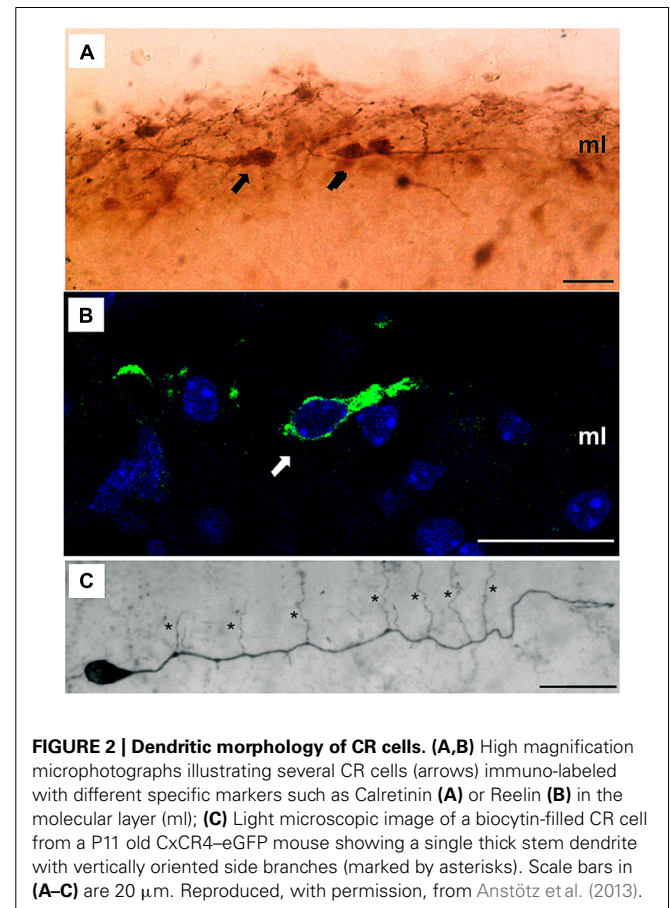 A
ml
B
ml
C
* * * * * * *
FIGURE 2 | Dendritic morphology of CR cells. (A,B) High magnification
microphotographs illustrating several CR cells (arrows) immuno-labeled
with different specific markers such as Calretinin (A) or Reelin (B) in the
molecular layer (ml); (C) Light microscopic image of a biocytin-filled CR cell
from a P11 old CxCR4–eGFP mouse showing a single thick stem dendrite
with vertically oriented side branches (marked by asterisks). Scale bars in
(A–C) are 20 μm. Reproduced, with permission, from Anstötz et al. (2013).